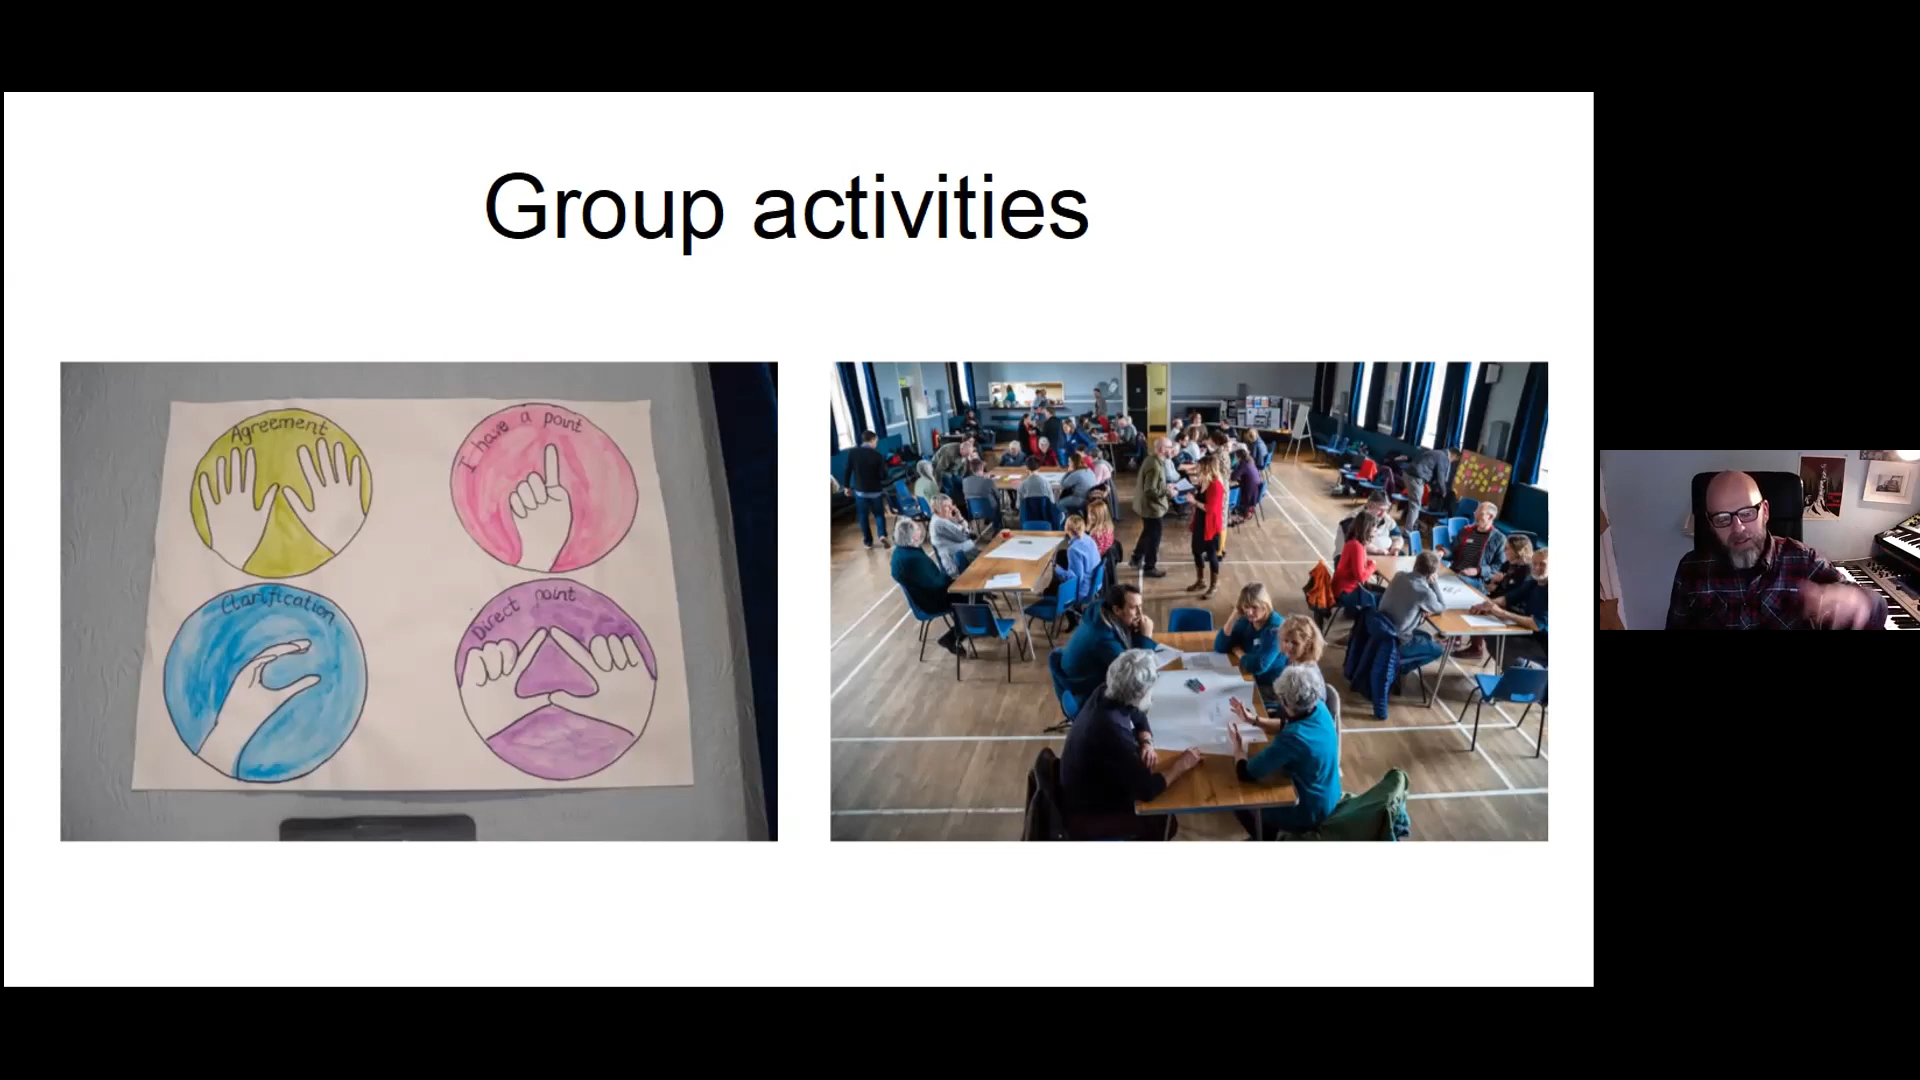 Group activities
Agreement
I have a point
Clarification
Direct point